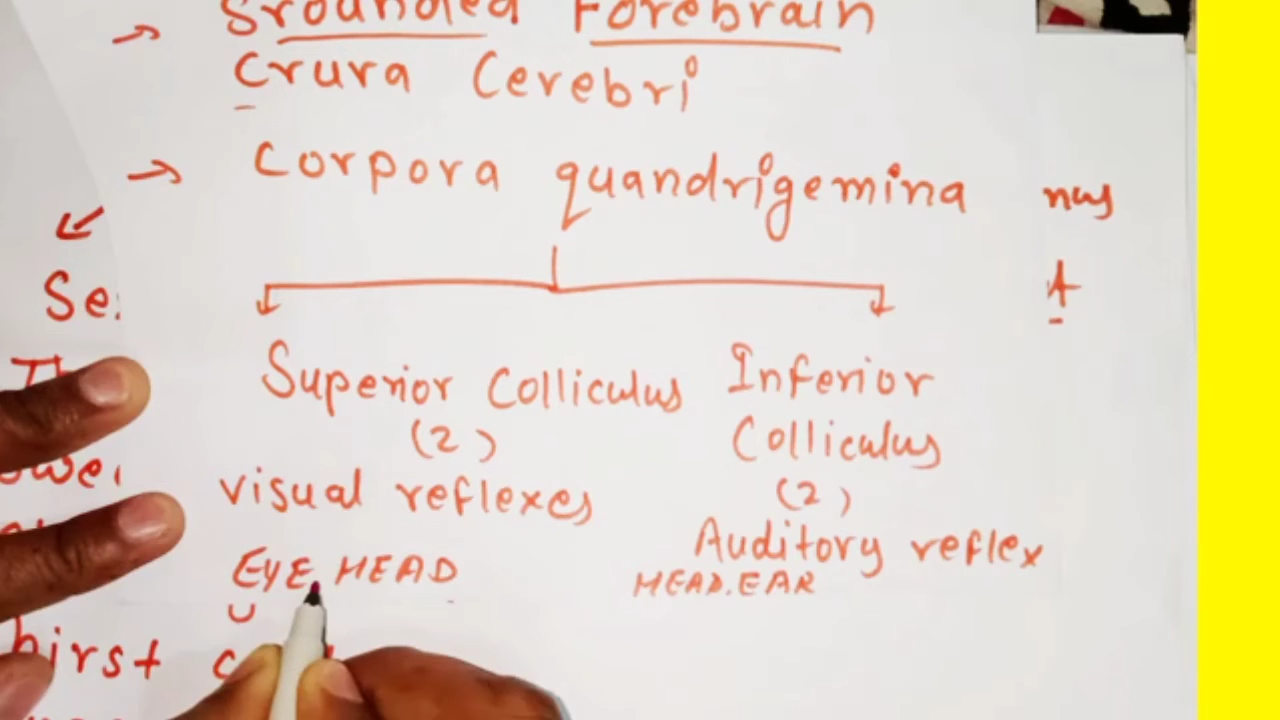 → Srounded Forebrain
Crura Cerebri
→ Corpora quandrigemina
Superior Colliculus
(2)
visual reflexes
EyE HEAD
Inferior
Colliculus
(2)
Auditory reflex
HEAD. EAR